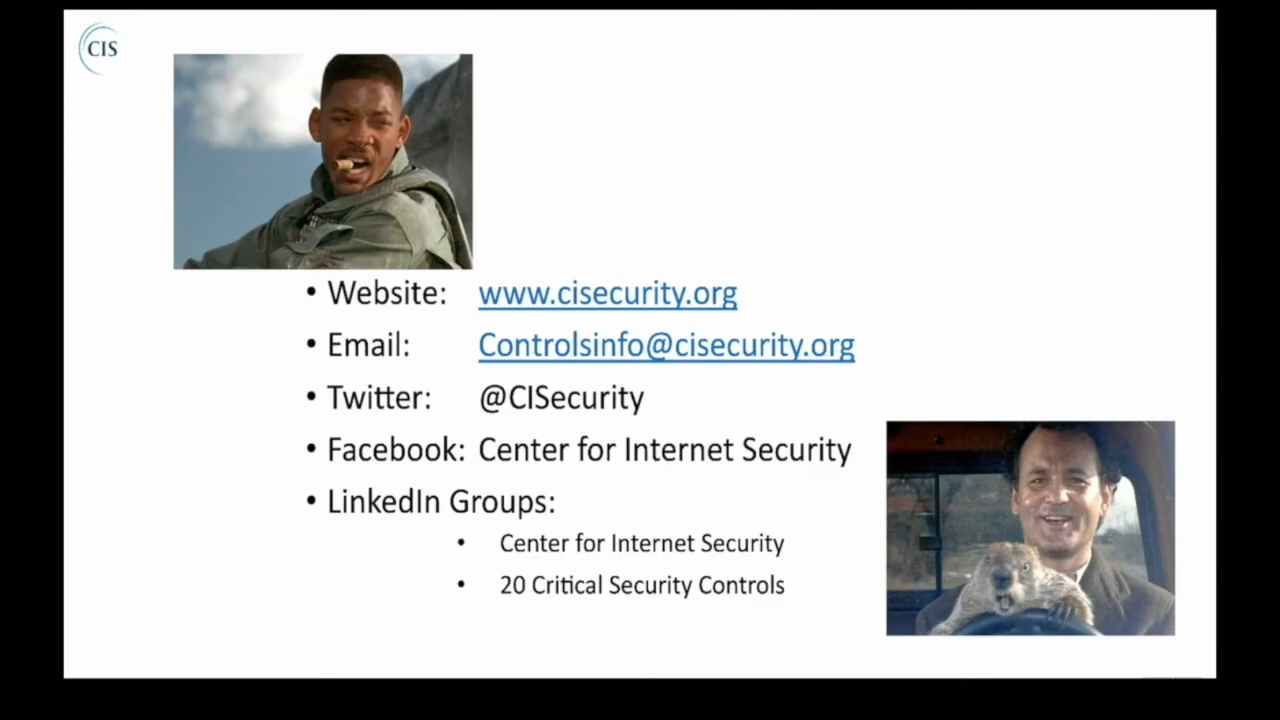 CIS
• Website: www.cisecurity.org
• Email: Controlsinfo@cisecurity.org
• Twitter: @CISecurity
• Facebook: Center for Internet Security
• LinkedIn Groups:
• Center for Internet Security
• 20 Critical Security Controls